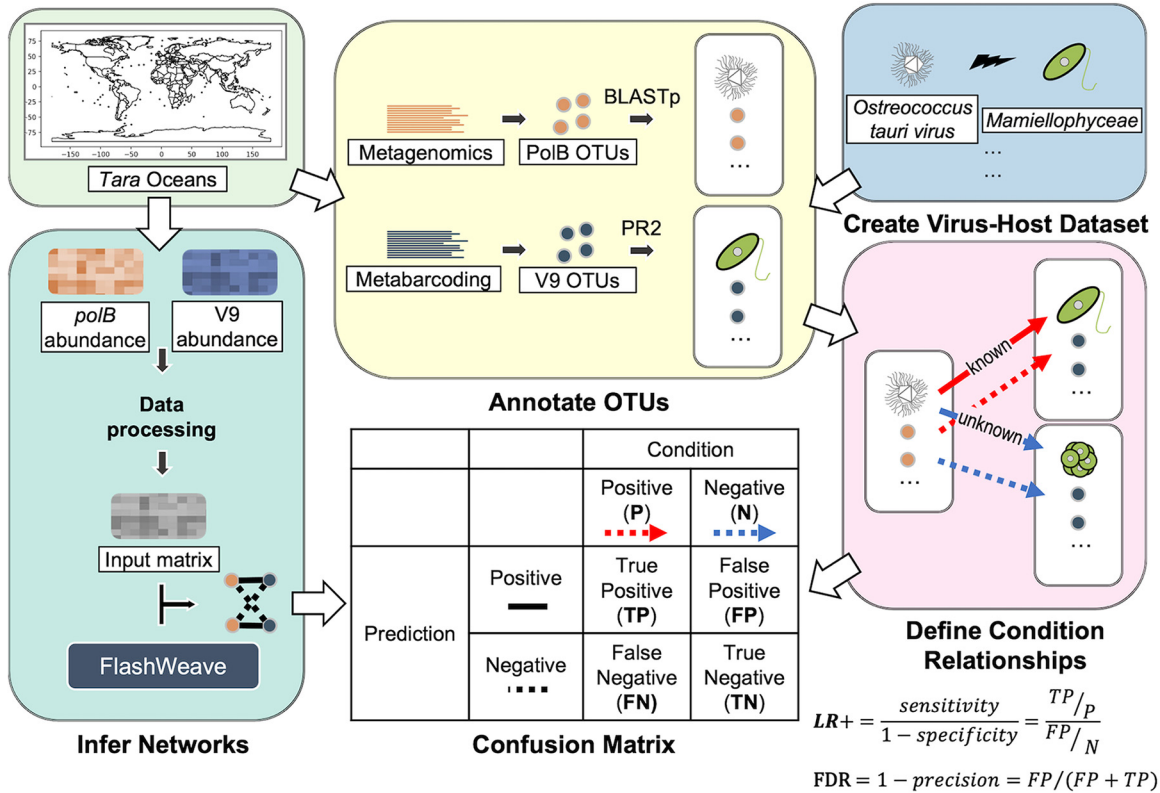 75
50
25
0
-25
-50
-75
-150 -100 -50 0 50 100 150
Tara Oceans
Metagenomics
PolB OTUs
BLASTp
...
Metabarcoding
V9 OTUs
PR2
...
Annotate OTUs
Ostreococcus
tauri virus
Mamiellophyceae
...
...
Create Virus-Host Dataset
polB
abundance
V9
abundance
Data
processing
Input matrix
FlashWeave
Infer Networks
Condition
Positive
(P)
Negative
(N)
Prediction
Positive
True
Positive
(TP)
False
Positive
(FP)
Negative
False
Negative
(FN)
True
Negative
(TN)
Confusion Matrix
known
unknown
...
...
...
Define Condition
Relationships
LR+ = sensitivity / 1 − specificity = TP/P / FP/N
FDR = 1 − precision = FP/(FP + TP)